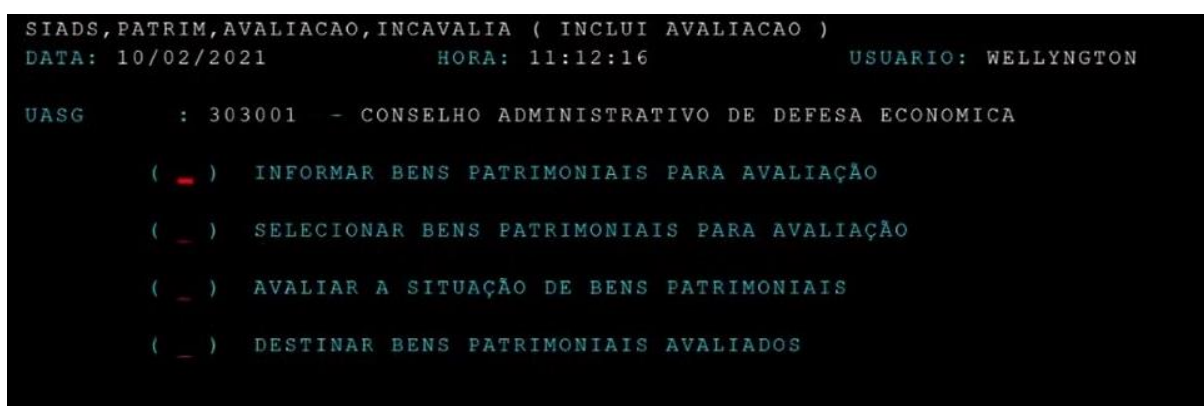 SIADS,PATRIM,AVALIACAO,INCAVALIA ( INCLUI AVALIACAO )
DATA: 10/02/2021 HORA: 11:12:16 USUARIO: WELLYNGTON
UASG : 303001 - CONSELHO ADMINISTRATIVO DE DEFESA ECONOMICA
( _ ) INFORMAR BENS PATRIMONIAIS PARA AVALIAÇÃO
( _ ) SELECIONAR BENS PATRIMONIAIS PARA AVALIAÇÃO
( _ ) AVALIAR A SITUAÇÃO DE BENS PATRIMONIAIS
( _ ) DESTINAR BENS PATRIMONIAIS AVALIADOS